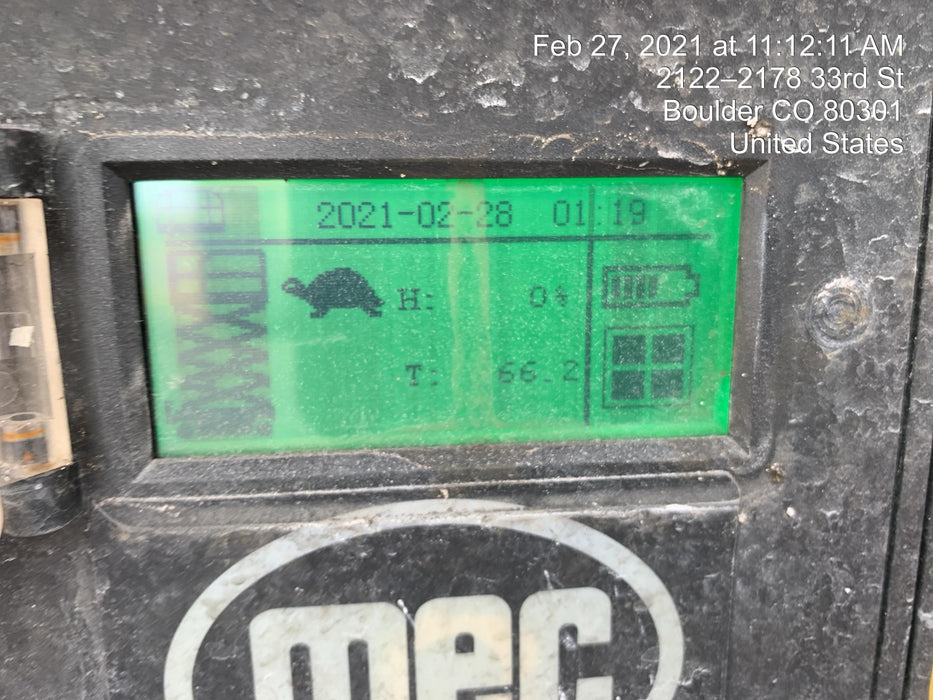 Feb 27, 2021 at 11:12:11 AM
2122–2178 33rd St
Boulder CO 80301
United States
2021-02-28 01:19
H: 0%
T: 66.2
mec